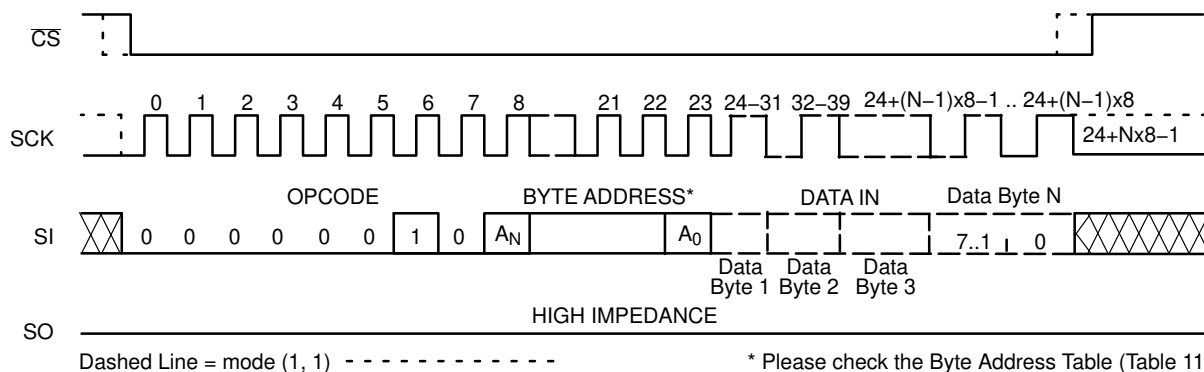 CS
0 1 2 3 4 5 6 7 8 21 22 23 24–31 32–39 24+(N–1)x8–1 .. 24+(N–1)x8
SCK
24+Nx8–1
OPCODE BYTE ADDRESS* DATA IN Data Byte N
SI
0 0 0 0 0 0 1 0 AN A0 7..1 0
Data Byte 1
Data Byte 2
Data Byte 3
HIGH IMPEDANCE
SO
Dashed Line = mode (1, 1) * Please check the Byte Address Table (Table 11